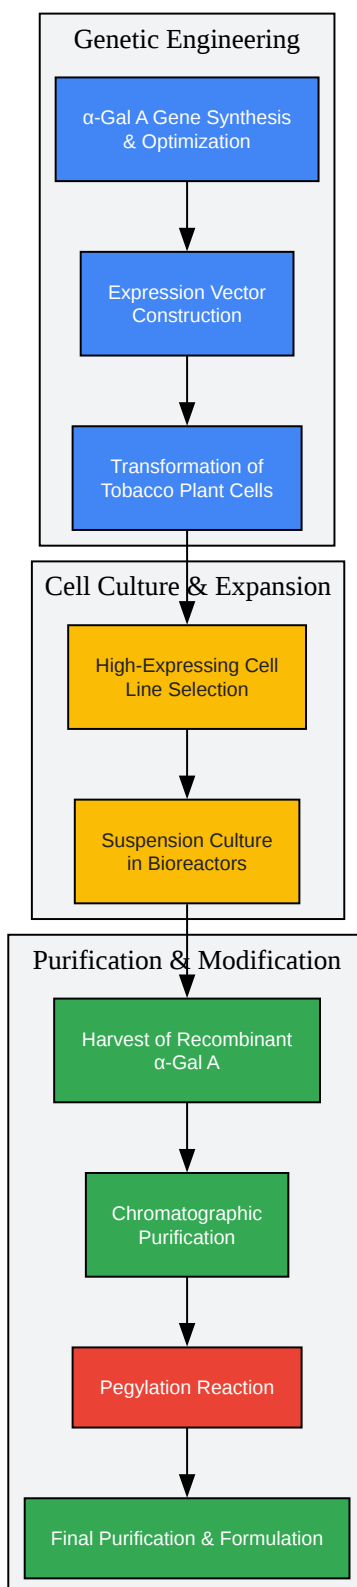 Genetic Engineering
α-Gal A Gene Synthesis
& Optimization
Expression Vector
Construction
Transformation of
Tobacco Plant Cells
Cell Culture & Expansion
High-Expressing Cell
Line Selection
Suspension Culture
in Bioreactors
Purification & Modification
Harvest of Recombinant
α-Gal A
Chromatographic
Purification
Pegylation Reaction
Final Purification & Formulation